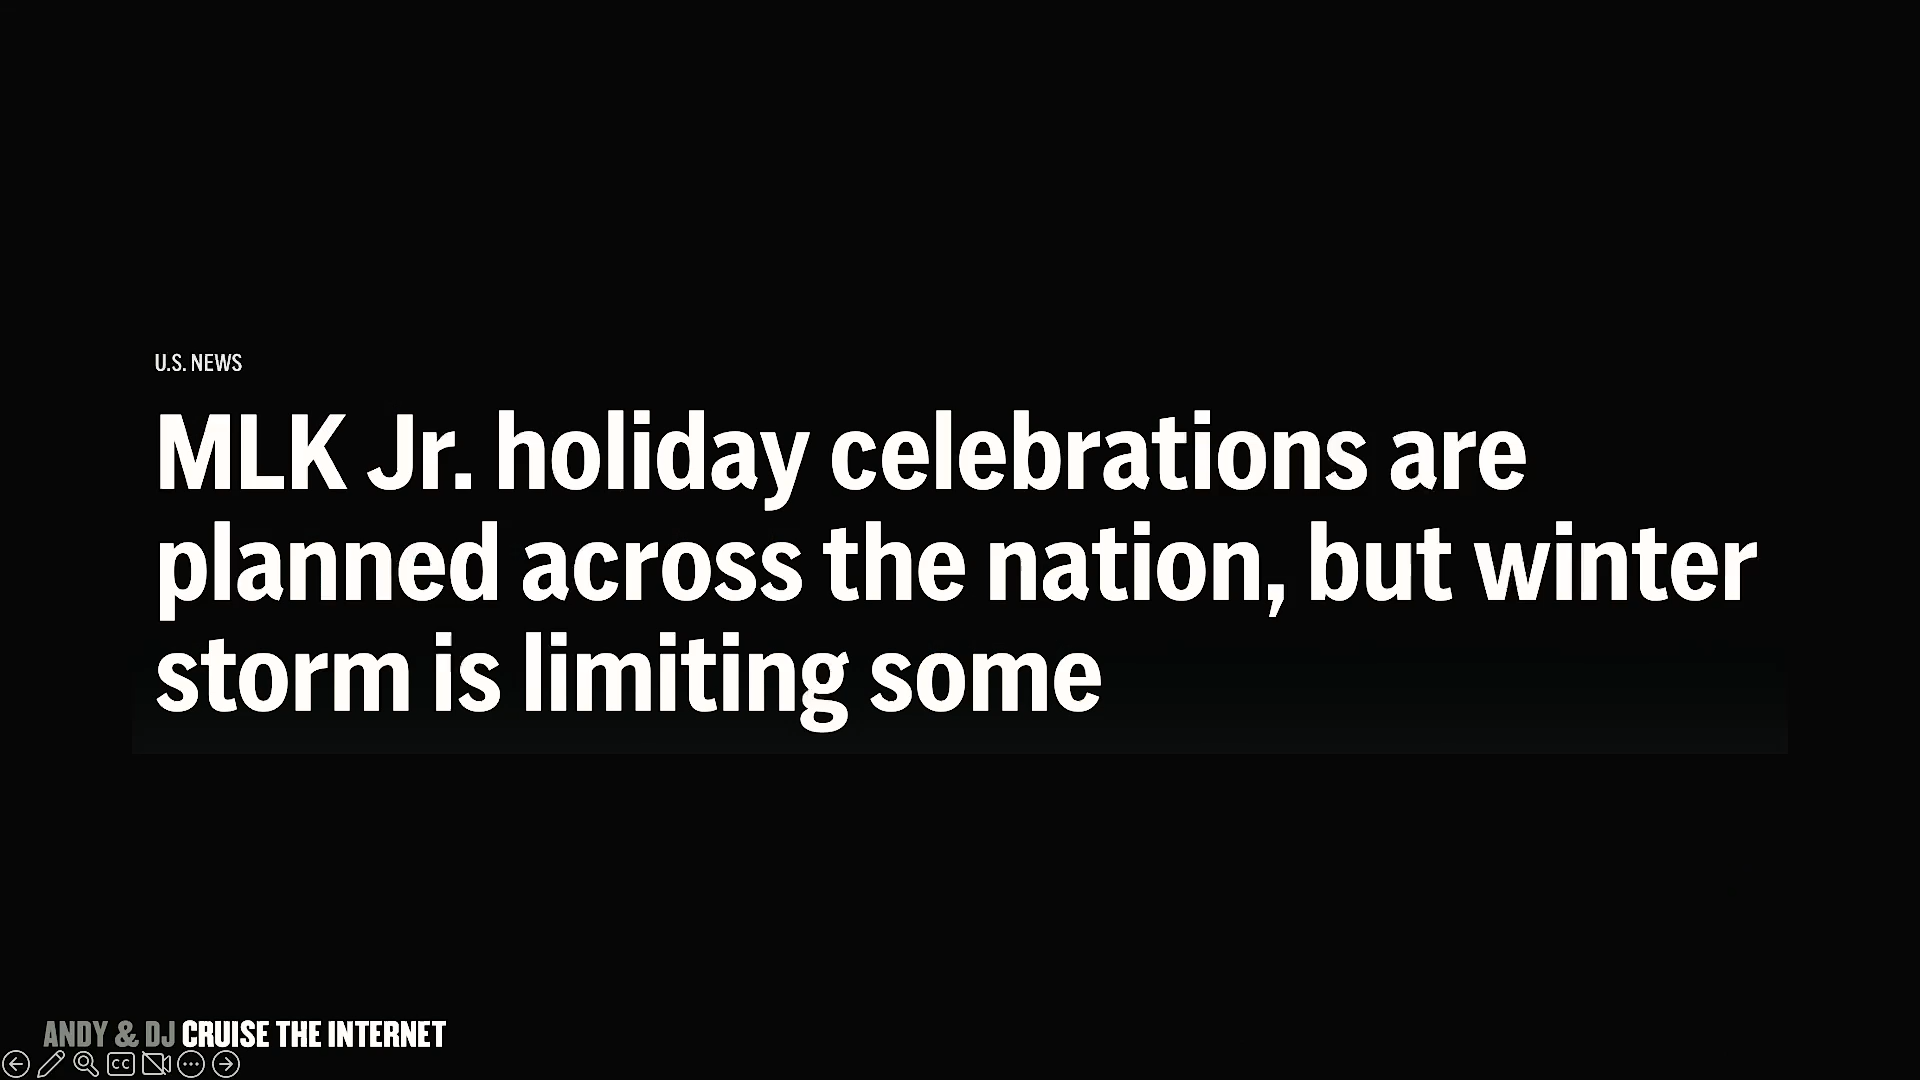 U.S. NEWS
MLK Jr. holiday celebrations are
planned across the nation, but winter
storm is limiting some
ANDY & DJ CRUISE THE INTERNET
CC